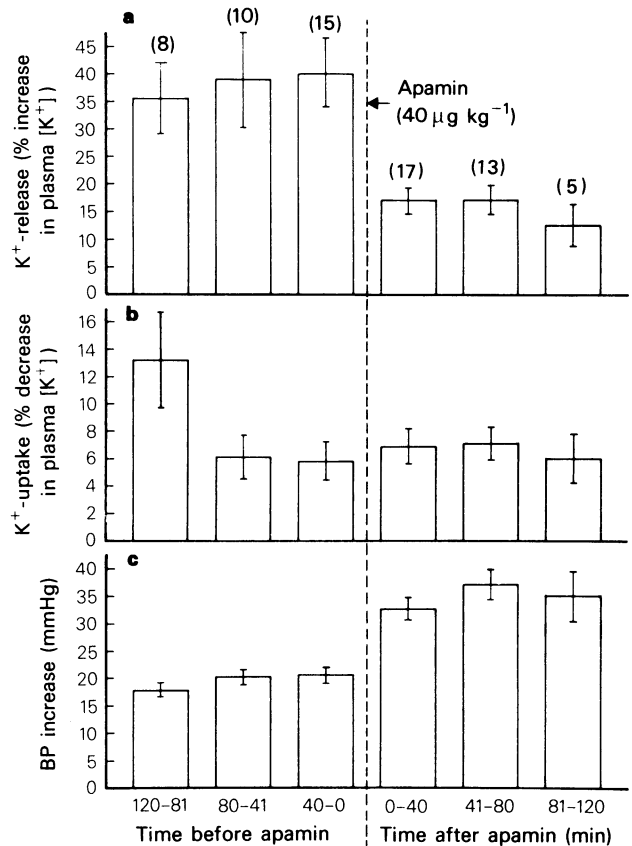 a
(8) (10) (15)
K⁺-release (% increase
in plasma [K⁺])
45
40
35
30
25
20
15
10
5
0
Apamin
(40 μg kg⁻¹)
(17) (13) (5)
b
K⁺-uptake (% decrease
in plasma [K⁺])
16
14
12
10
8
6
4
2
0
c
BP increase (mmHg)
40
35
30
25
20
15
10
5
0
120–81 80–41 40–0 0–40 41–80 81–120
Time before apamin Time after apamin (min)